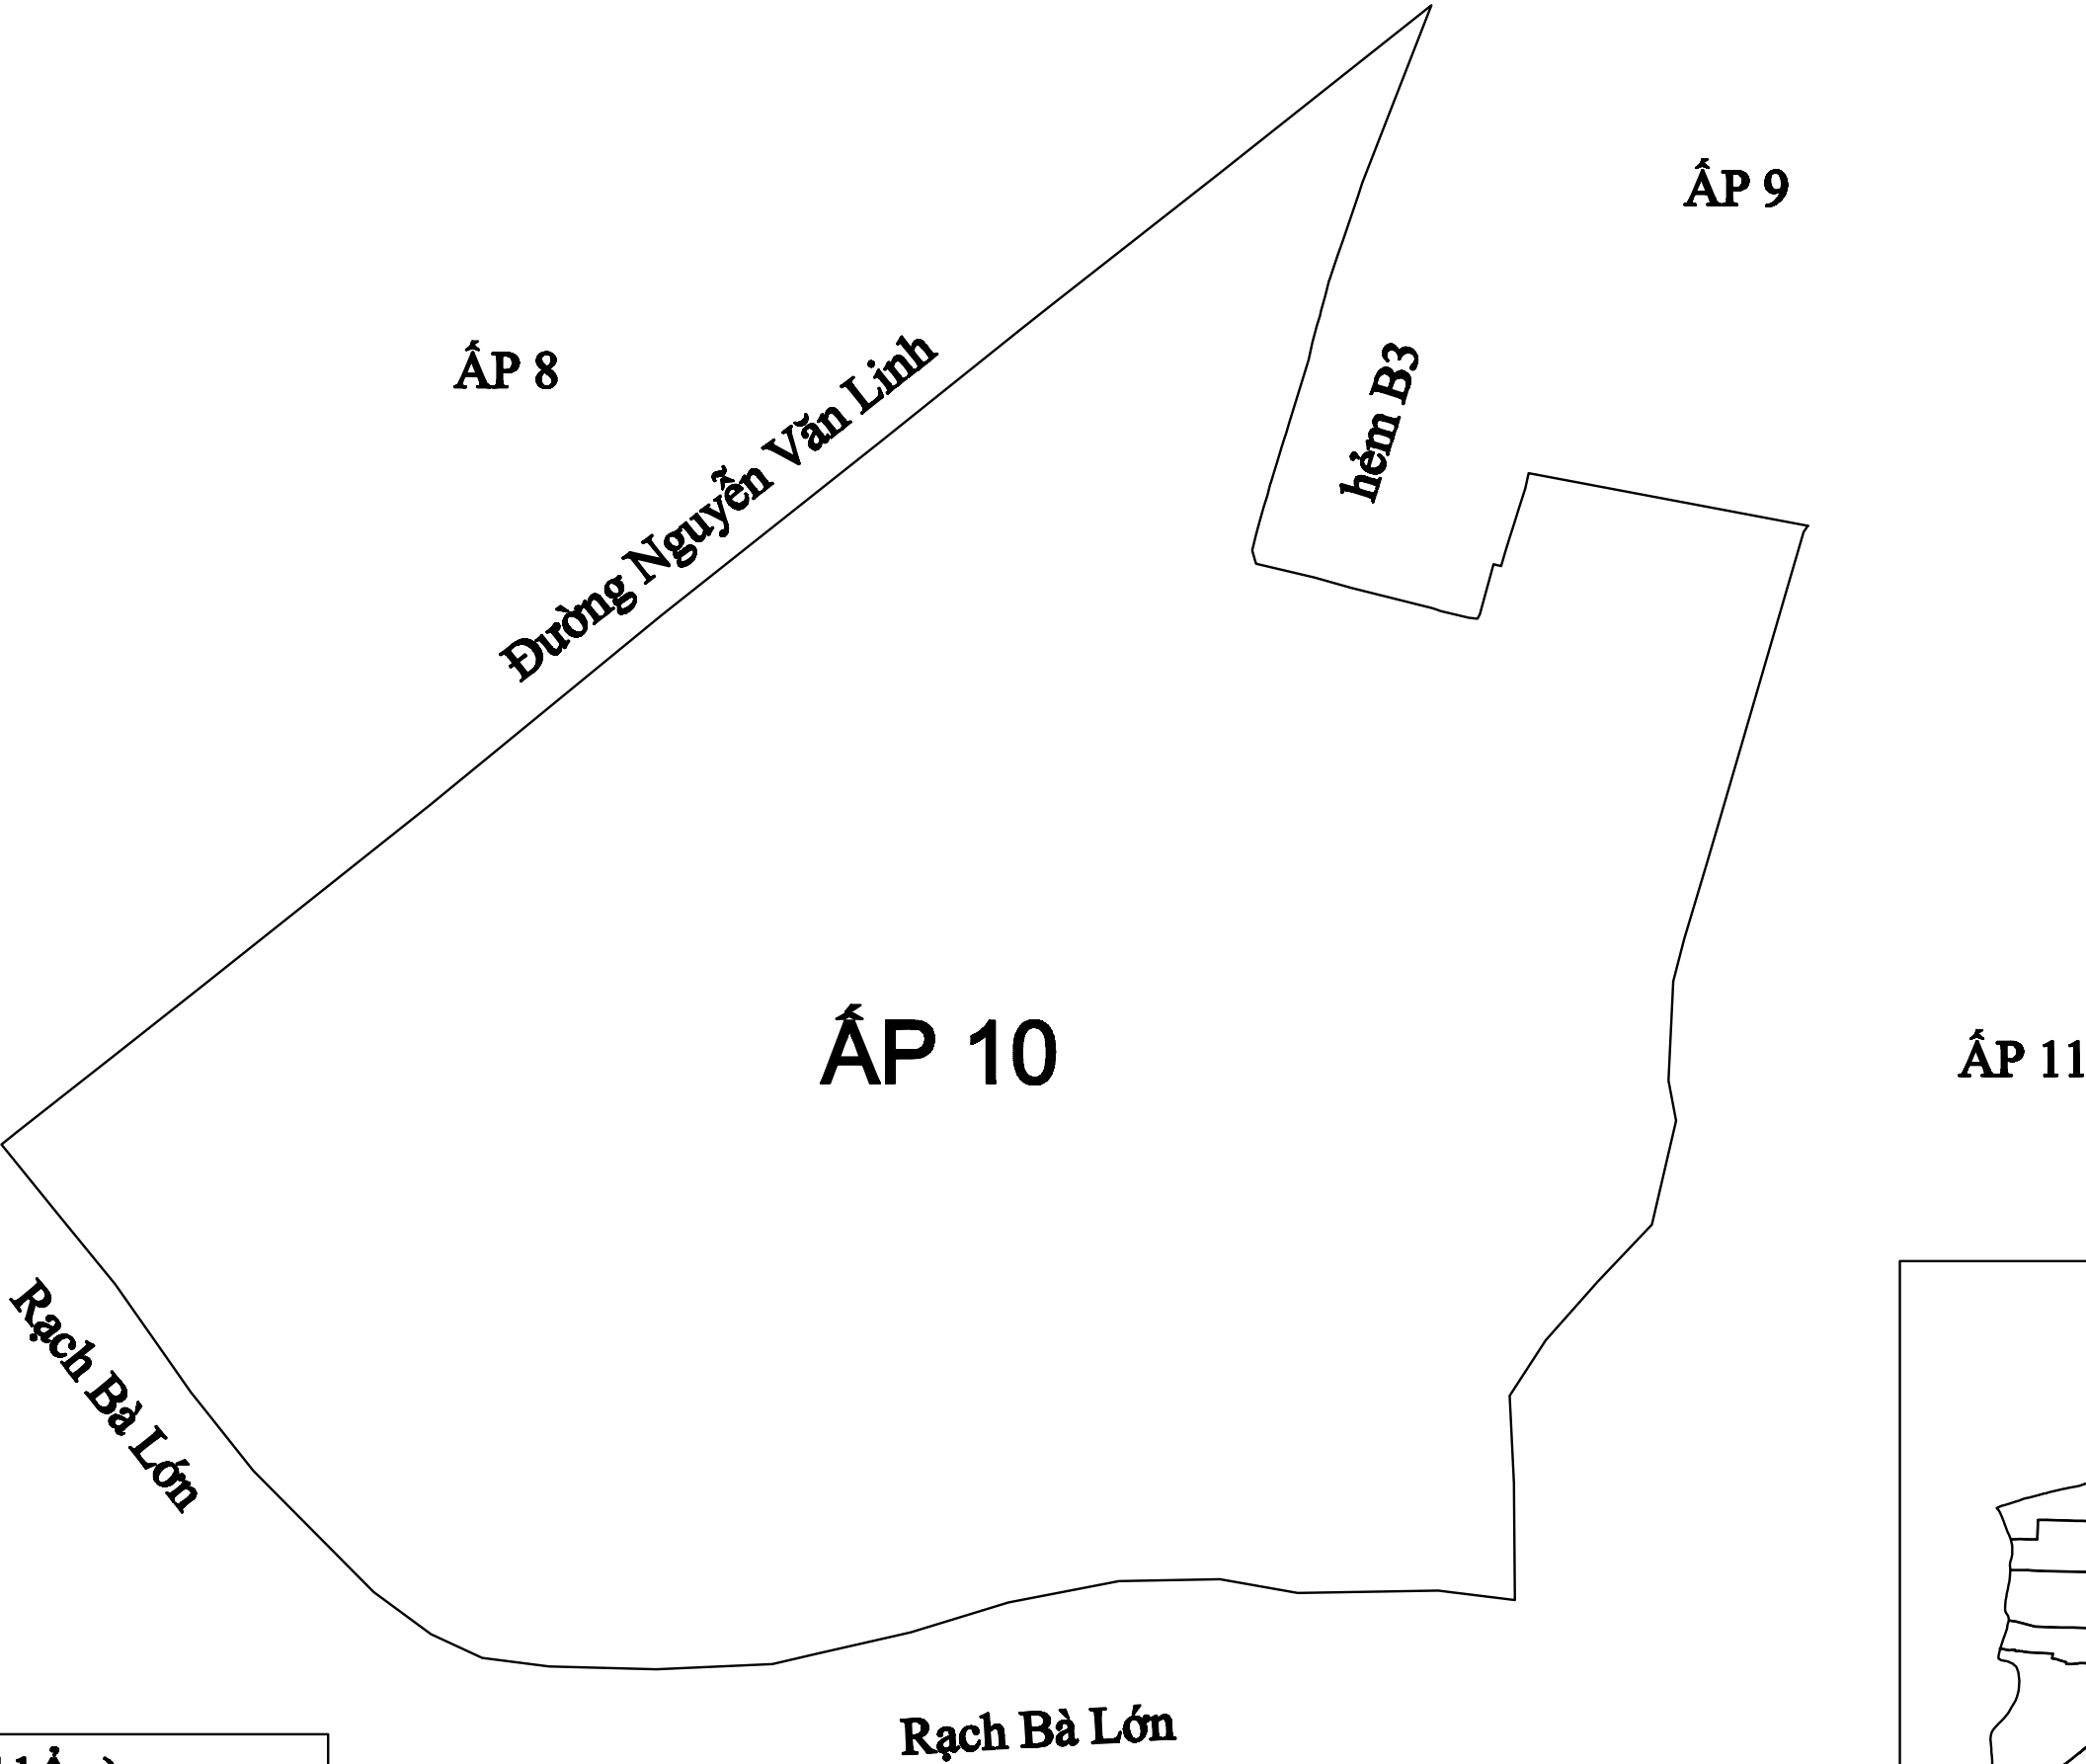 ẤP 9
ẤP 8
Đường Nguyễn Văn Linh
hẻm B3
ẤP 10
ẤP 11
Rạch Bà Lớn
Rạch Bà Lớn